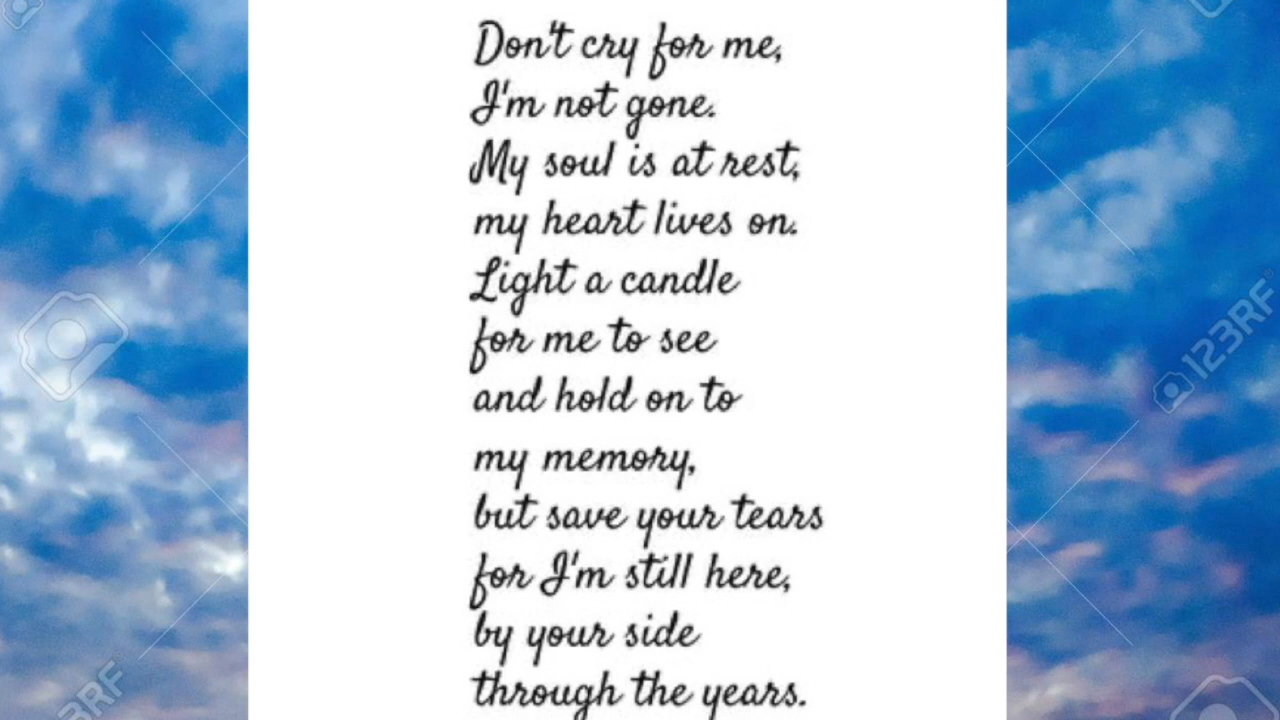 Don't cry for me,
I'm not gone.
My soul is at rest,
my heart lives on.
Light a candle
for me to see
and hold on to
my memory,
but save your tears
for I'm still here,
by your side
through the years.
123RF
123RF